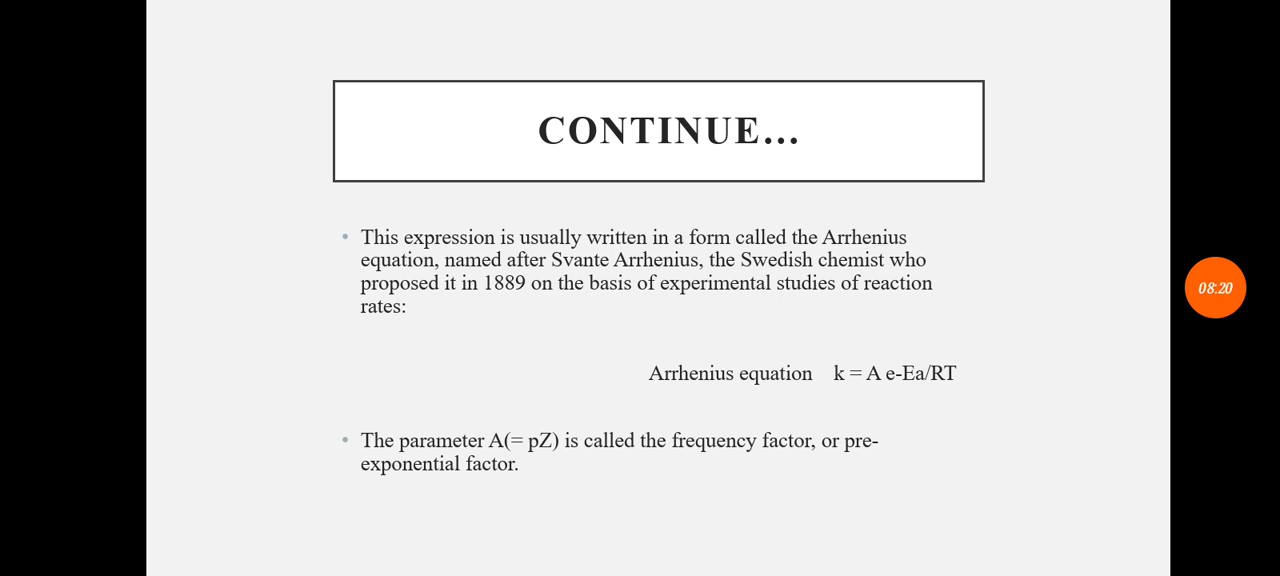 CONTINUE...
• This expression is usually written in a form called the Arrhenius
equation, named after Svante Arrhenius, the Swedish chemist who
proposed it in 1889 on the basis of experimental studies of reaction
rates:
Arrhenius equation k = A e-Ea/RT
• The parameter A(= pZ) is called the frequency factor, or pre-
exponential factor.
08:20